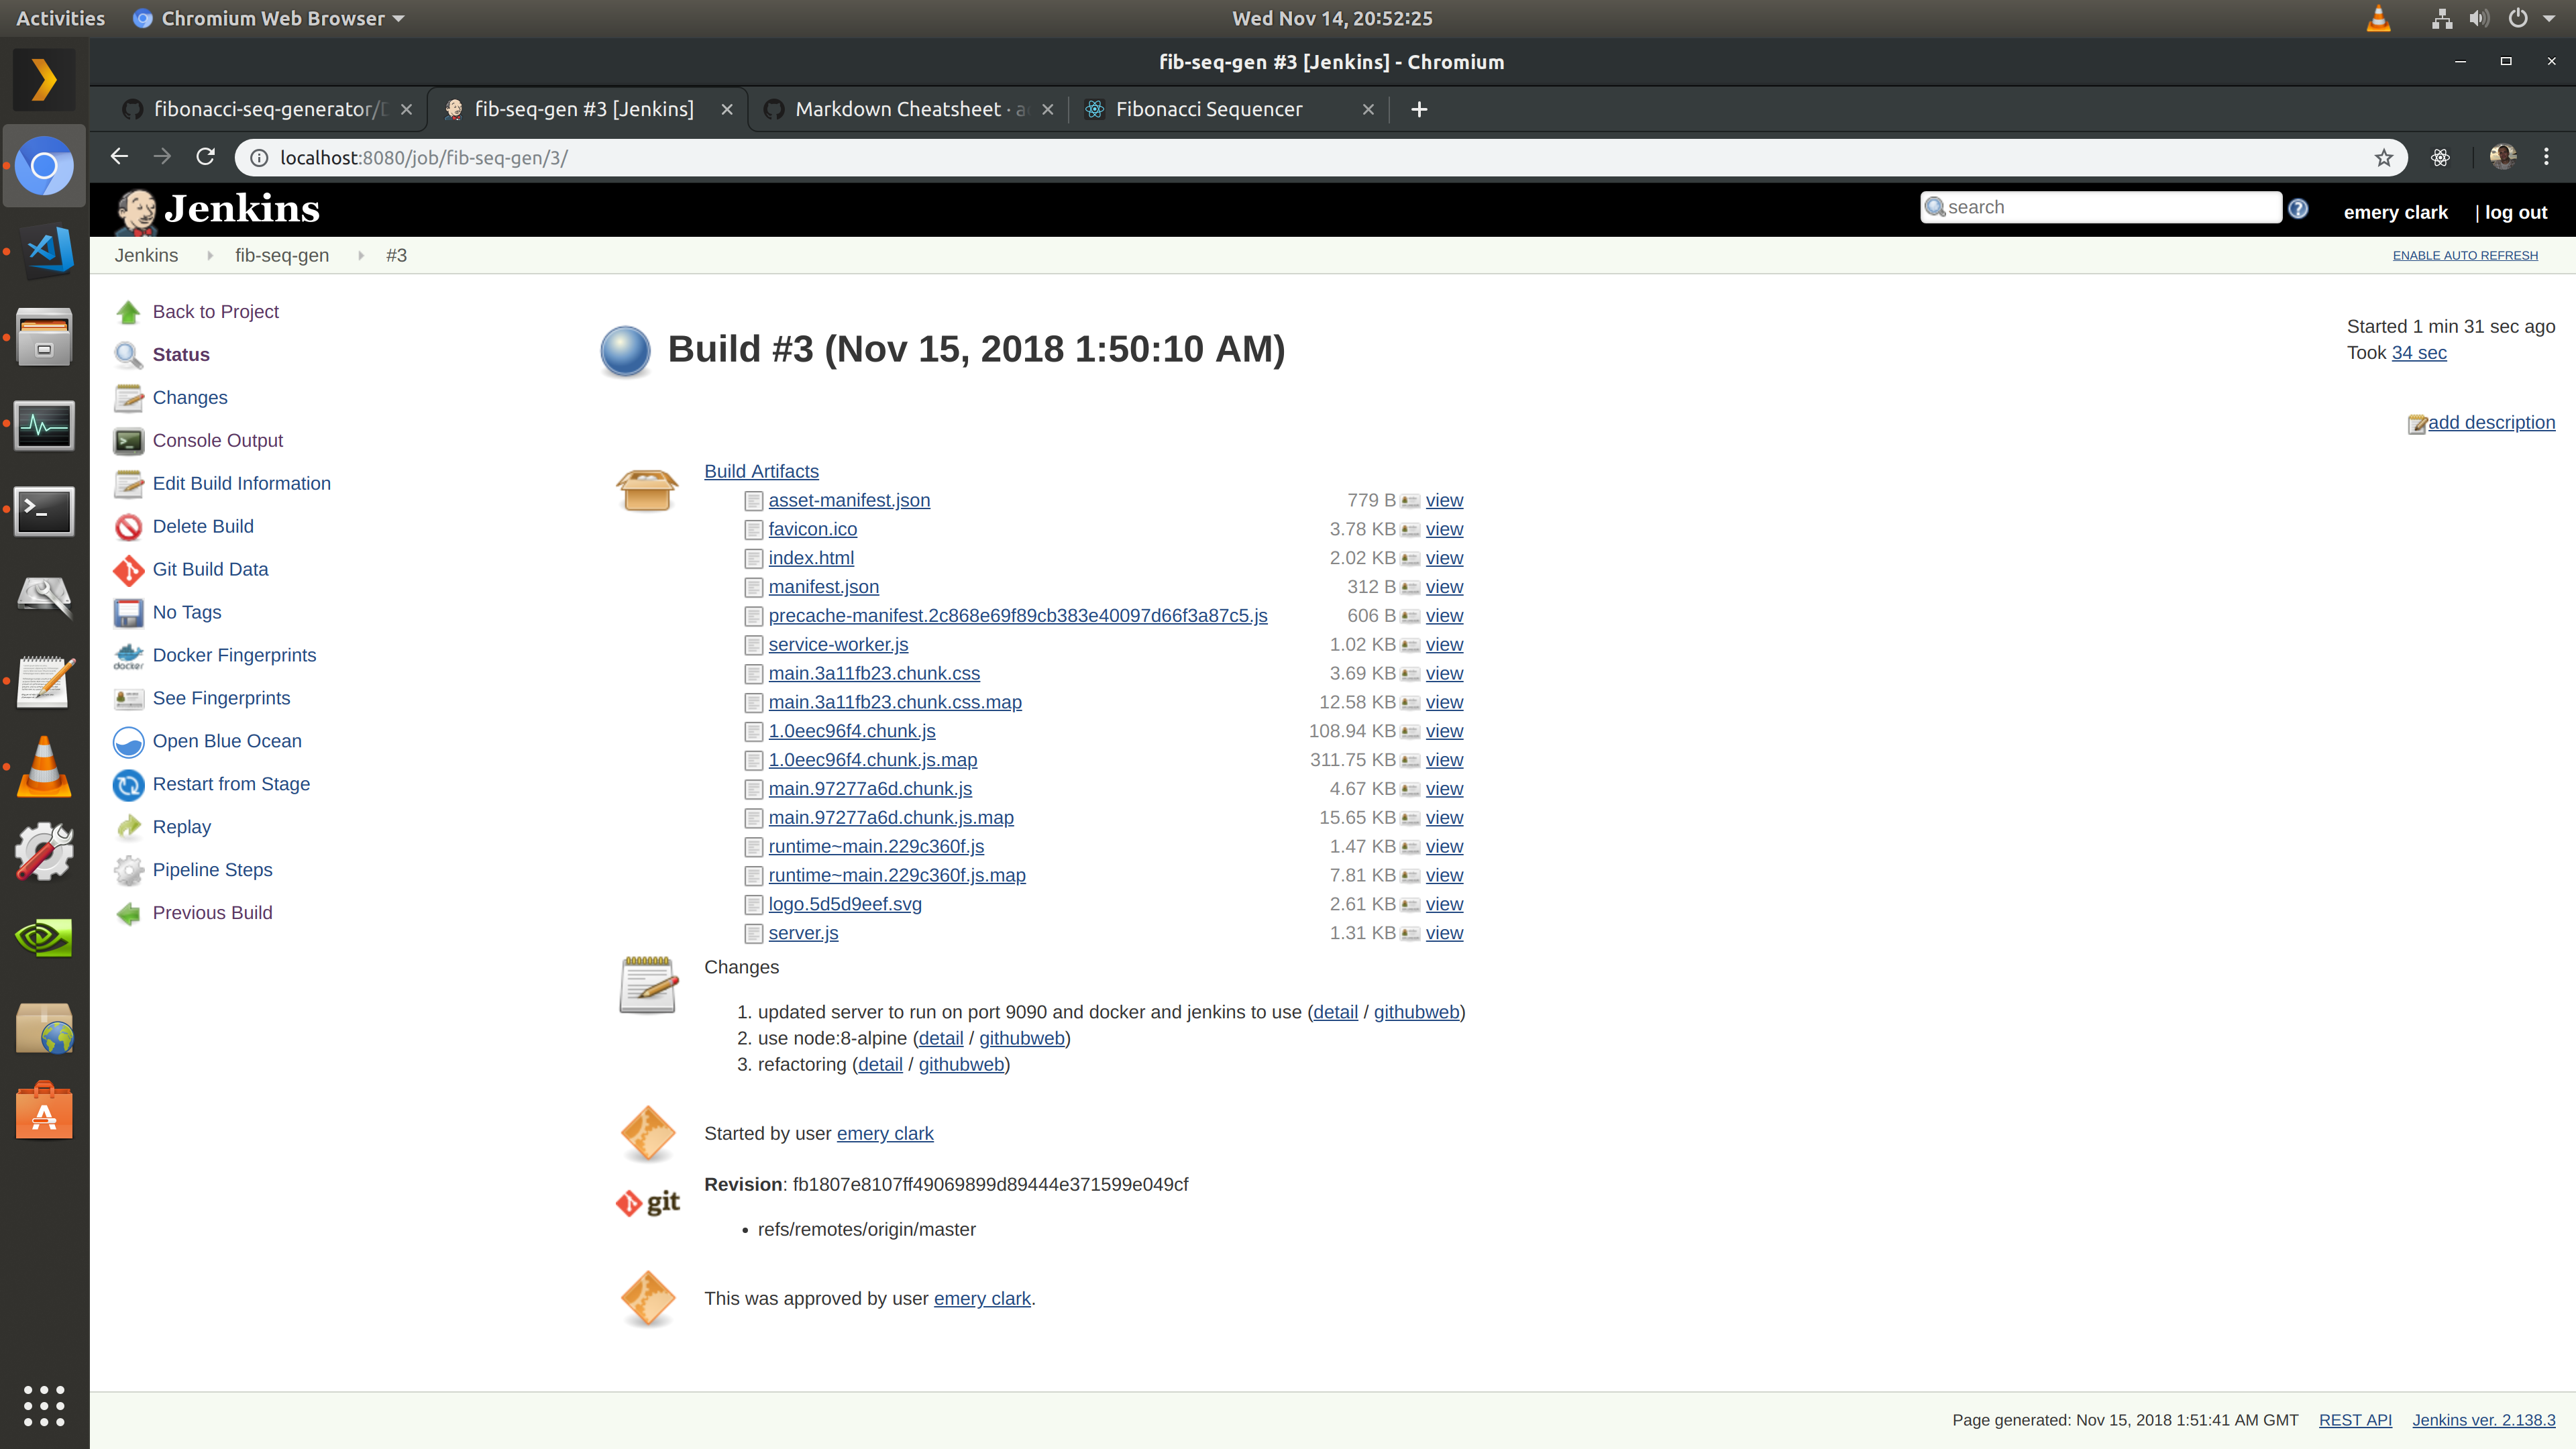 Activities
Chromium Web Browser
Wed Nov 14, 20:52:25
fib-seq-gen #3 [Jenkins] - Chromium
fibonacci-seq-generator/
fib-seq-gen #3 [Jenkins]
Markdown Cheatsheet ·
Fibonacci Sequencer
localhost:8080/job/fib-seq-gen/3/
Jenkins
search
emery clark
| log out
Jenkins
fib-seq-gen
#3
ENABLE AUTO REFRESH
Back to Project
Status
Changes
Console Output
Edit Build Information
Delete Build
Git Build Data
No Tags
docker
Docker Fingerprints
See Fingerprints
Open Blue Ocean
Restart from Stage
Replay
Pipeline Steps
Previous Build
Build #3 (Nov 15, 2018 1:50:10 AM)
Started 1 min 31 sec ago
Took 34 sec
add description
Build Artifacts
asset-manifest.json 779 B view
favicon.ico 3.78 KB view
index.html 2.02 KB view
manifest.json 312 B view
precache-manifest.2c868e69f89cb383e40097d66f3a87c5.js 606 B view
service-worker.js 1.02 KB view
main.3a11fb23.chunk.css 3.69 KB view
main.3a11fb23.chunk.css.map 12.58 KB view
1.0eec96f4.chunk.js 108.94 KB view
1.0eec96f4.chunk.js.map 311.75 KB view
main.97277a6d.chunk.js 4.67 KB view
main.97277a6d.chunk.js.map 15.65 KB view
runtime~main.229c360f.js 1.47 KB view
runtime~main.229c360f.js.map 7.81 KB view
logo.5d5d9eef.svg 2.61 KB view
server.js 1.31 KB view
Changes
1. updated server to run on port 9090 and docker and jenkins to use (detail / githubweb)
2. use node:8-alpine (detail / githubweb)
3. refactoring (detail / githubweb)
Started by user emery clark
git
Revision: fb1807e8107ff49069899d89444e371599e049cf
• refs/remotes/origin/master
This was approved by user emery clark.
Page generated: Nov 15, 2018 1:51:41 AM GMT
REST API
Jenkins ver. 2.138.3